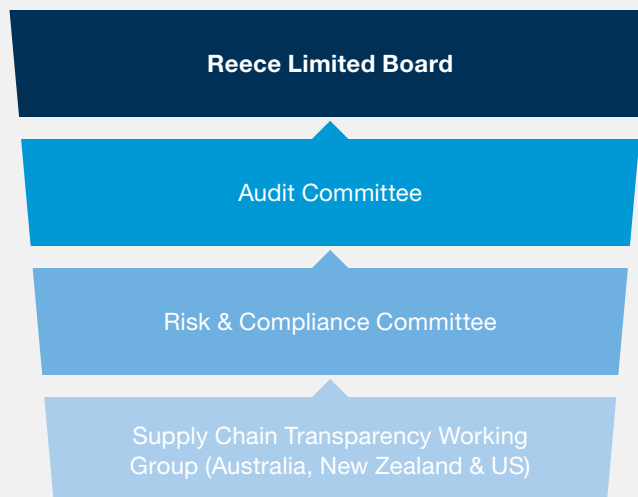 Reece Limited Board
Audit Committee
Risk & Compliance Committee
Supply Chain Transparency Working
Group (Australia, New Zealand & US)